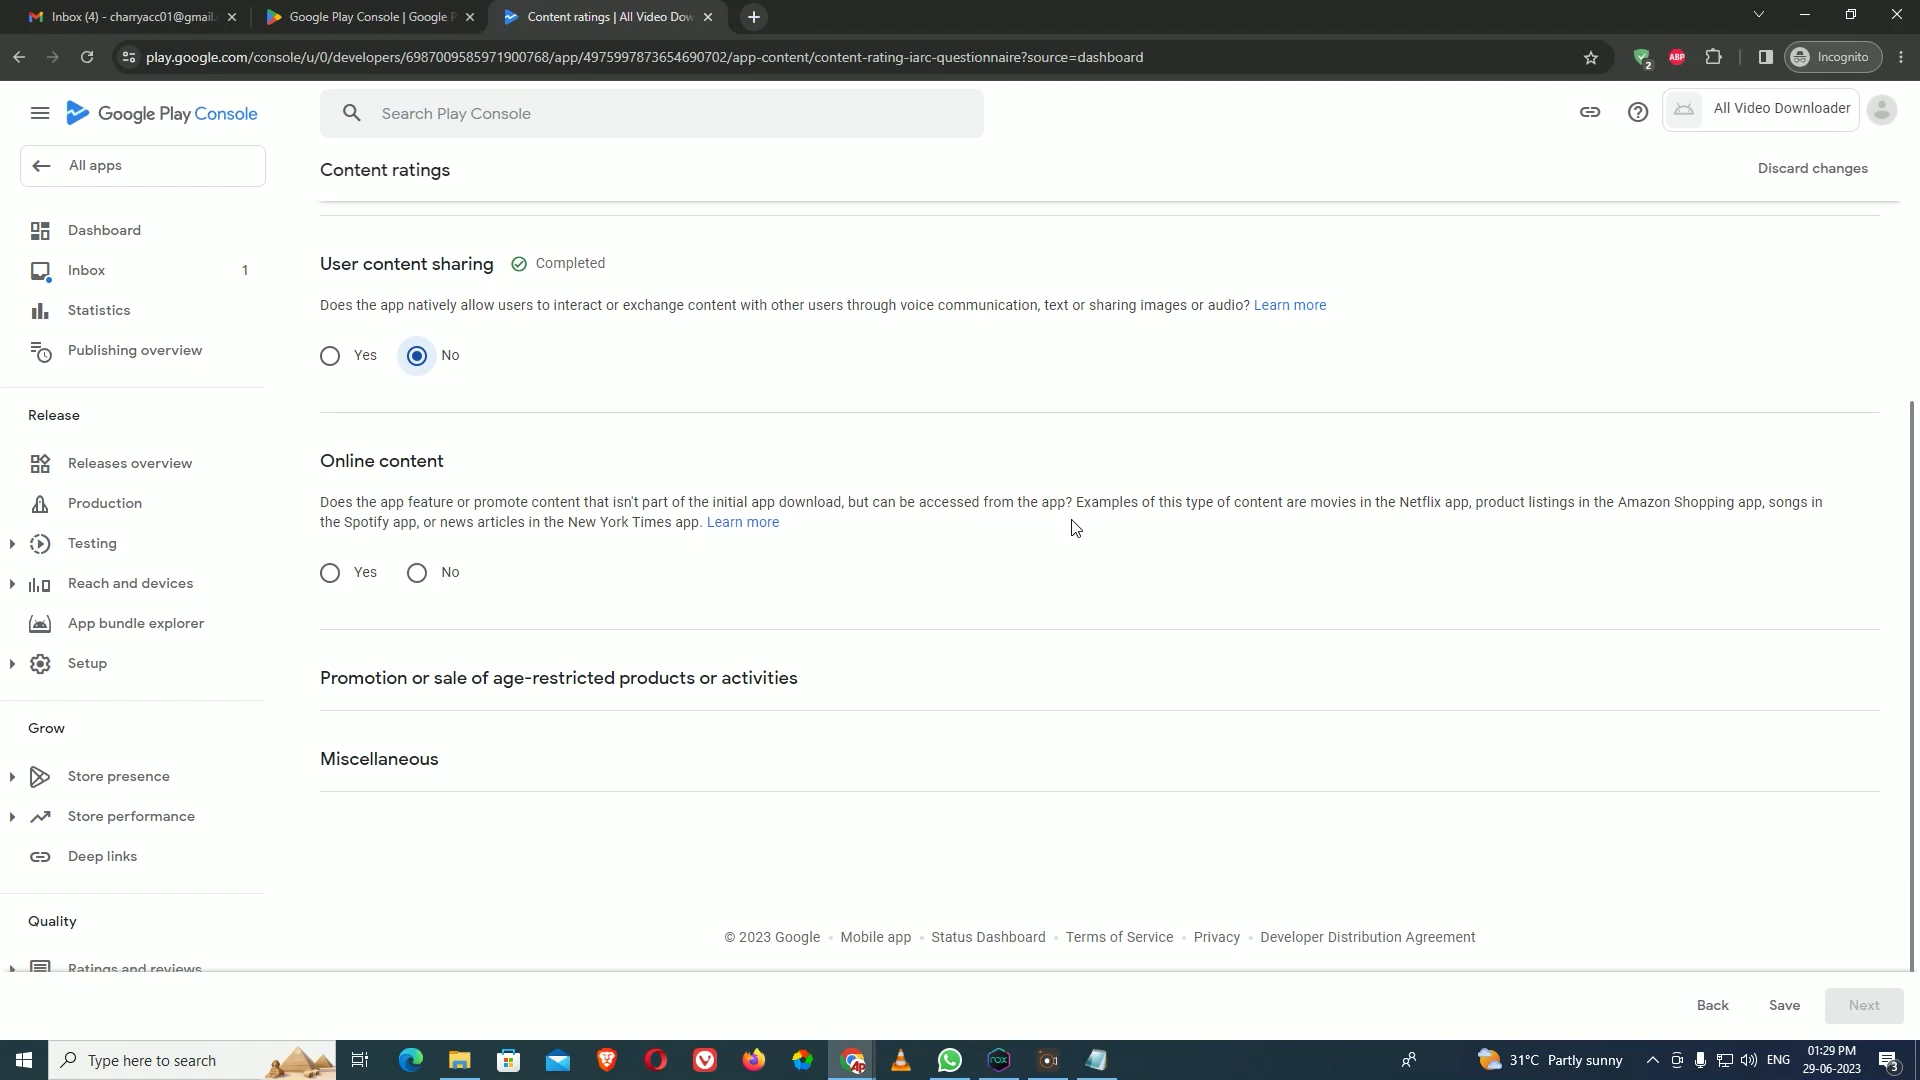 Inbox (4) - charryacc01@gmail.
Google Play Console | Google P
Content ratings | All Video Dow
play.google.com/console/u/0/developers/6987009585971900768/app/4975997873654690702/app-content/content-rating-iarc-questionnaire?source=dashboard
2
ABP
Incognito
Google Play Console
Search Play Console
All Video Downloader
All apps
Content ratings
Discard changes
Dashboard
Inbox 1
Statistics
Publishing overview
Release
Releases overview
Production
Testing
Reach and devices
App bundle explorer
Setup
Grow
Store presence
Store performance
Deep links
Quality
Ratings and reviews
User content sharing Completed
Does the app natively allow users to interact or exchange content with other users through voice communication, text or sharing images or audio? Learn more
Yes No
Online content
Does the app feature or promote content that isn't part of the initial app download, but can be accessed from the app? Examples of this type of content are movies in the Netflix app, product listings in the Amazon Shopping app, songs in
the Spotify app, or news articles in the New York Times app. Learn more
Yes No
Promotion or sale of age-restricted products or activities
Miscellaneous
© 2023 Google Mobile app Status Dashboard Terms of Service Privacy Developer Distribution Agreement
Back Save Next
Type here to search
31°C Partly sunny
ENG
01:29 PM
29-06-2023
3